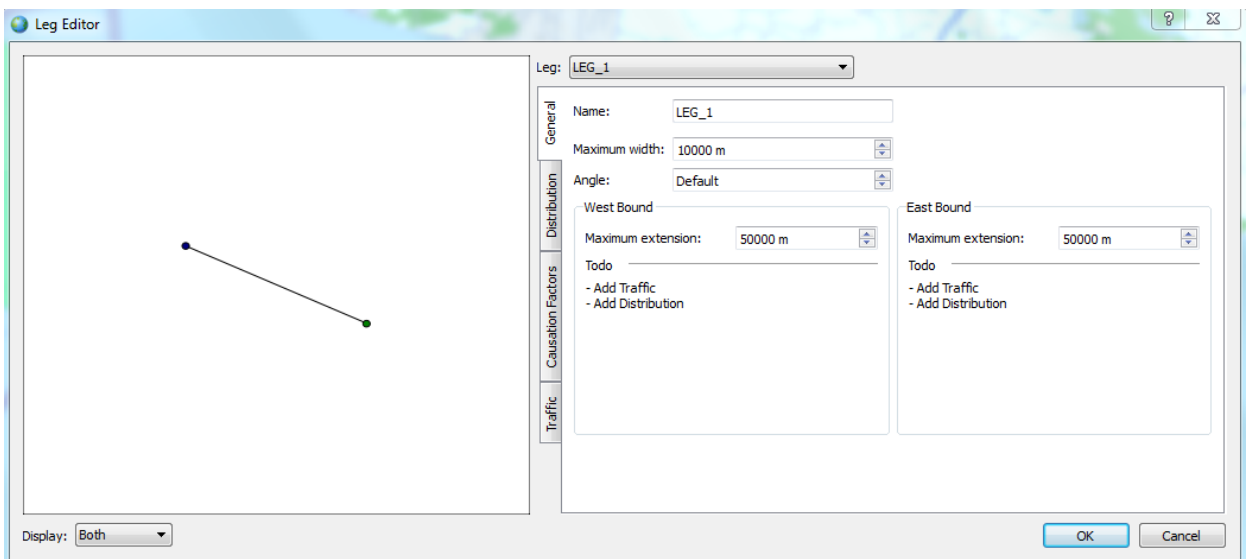 Leg Editor
?
Leg: LEG_1
General
Distribution
Causation Factors
Traffic
Name: LEG_1
Maximum width: 10000 m
Angle: Default
West Bound
Maximum extension: 50000 m
Todo
- Add Traffic
- Add Distribution
East Bound
Maximum extension: 50000 m
Todo
- Add Traffic
- Add Distribution
Display: Both
OK Cancel